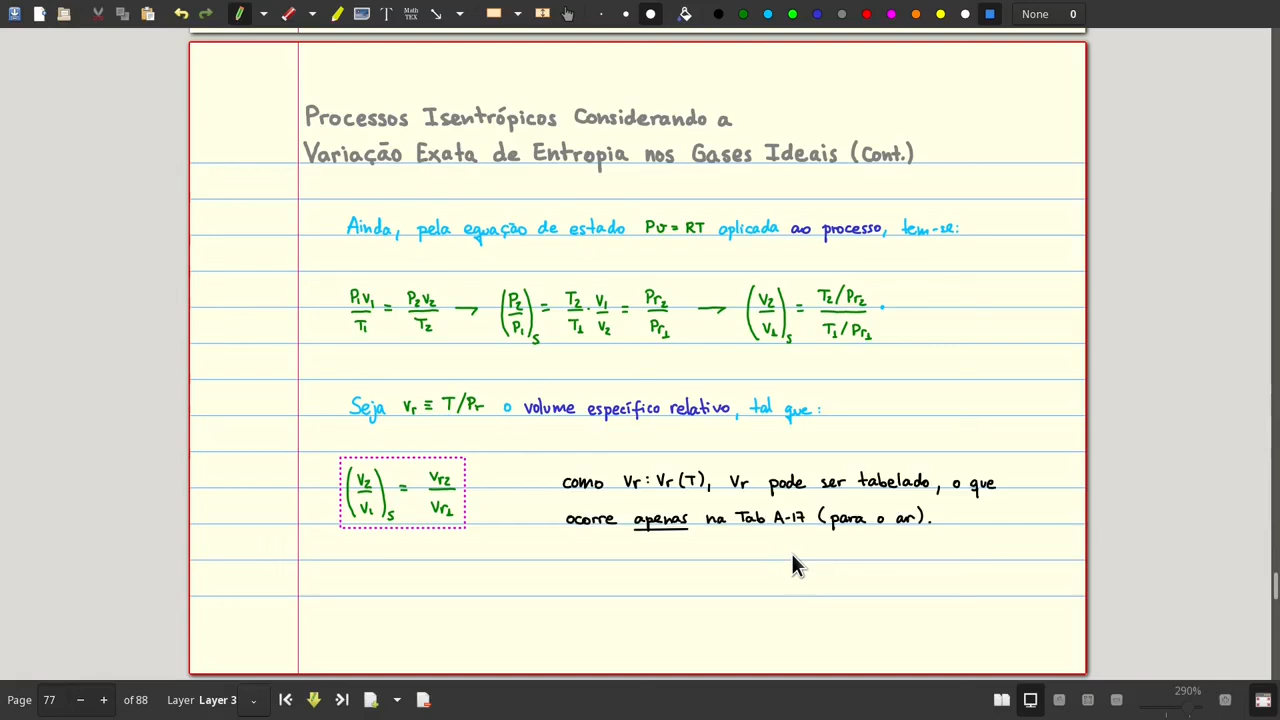 None 0
Processos Isentrópicos Considerando a
Variação Exata de Entropia nos Gases Ideais (Cont.)
Ainda, pela equação de estado Pv = RT aplicada ao processo, tem-se:
P₁v₁/T₁ = P₂v₂/T₂ → (P₂/P₁)s = T₂/T₁ · v₁/v₂ = Pr₂/Pr₁ → (v₂/v₁)s = (T₂/Pr₂)/(T₁/Pr₁)
Seja vr ≡ T/Pr o volume específico relativo, tal que:
(v₂/v₁)s = vr₂/vr₁
como vr : vr(T), vr pode ser tabelado, o que
ocorre apenas na Tab A-17 (para o ar).
Page 77 − + of 88 Layer Layer 3 290%